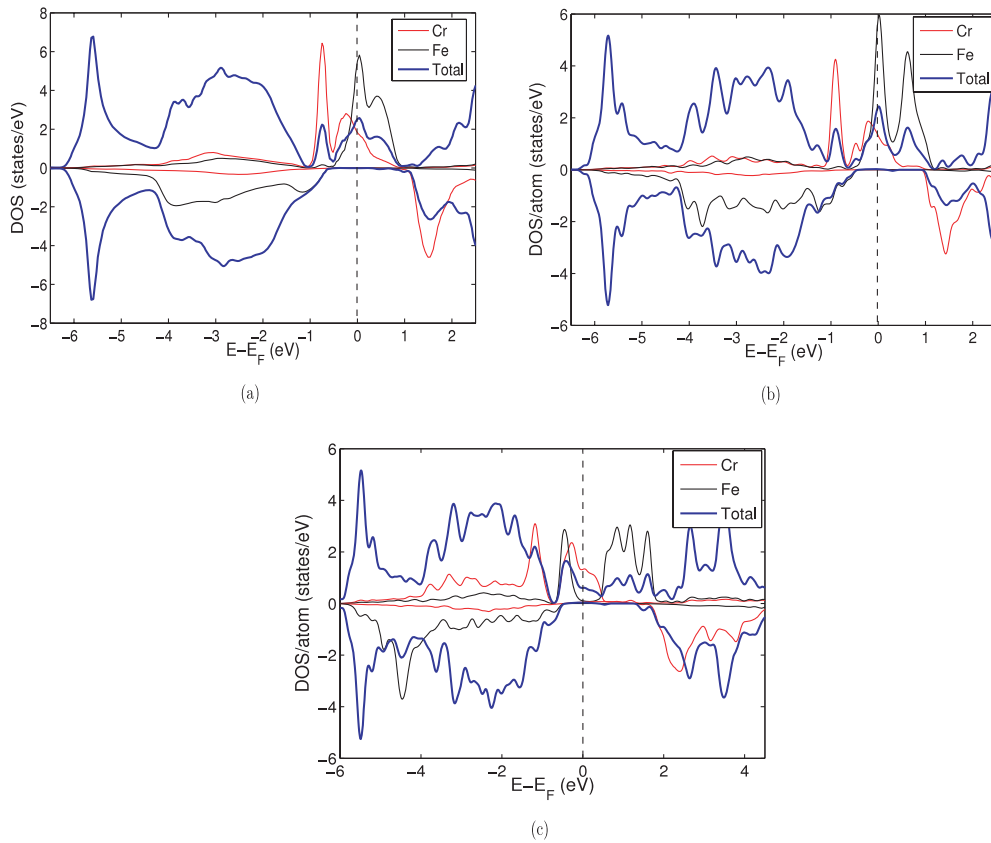 8
6
4
2
0
−2
−4
−6
−8
DOS (states/eV)
−6 −5 −4 −3 −2 −1 0 1 2
E−E_F (eV)
Cr
Fe
Total
(a)
6
4
2
0
−2
−4
−6
DOS/atom (states/eV)
−6 −5 −4 −3 −2 −1 0 1 2
E−E_F (eV)
Cr
Fe
Total
(b)
6
4
2
0
−2
−4
−6
DOS/atom (states/eV)
−6 −4 −2 0 2 4
E−E_F (eV)
Cr
Fe
Total
(c)